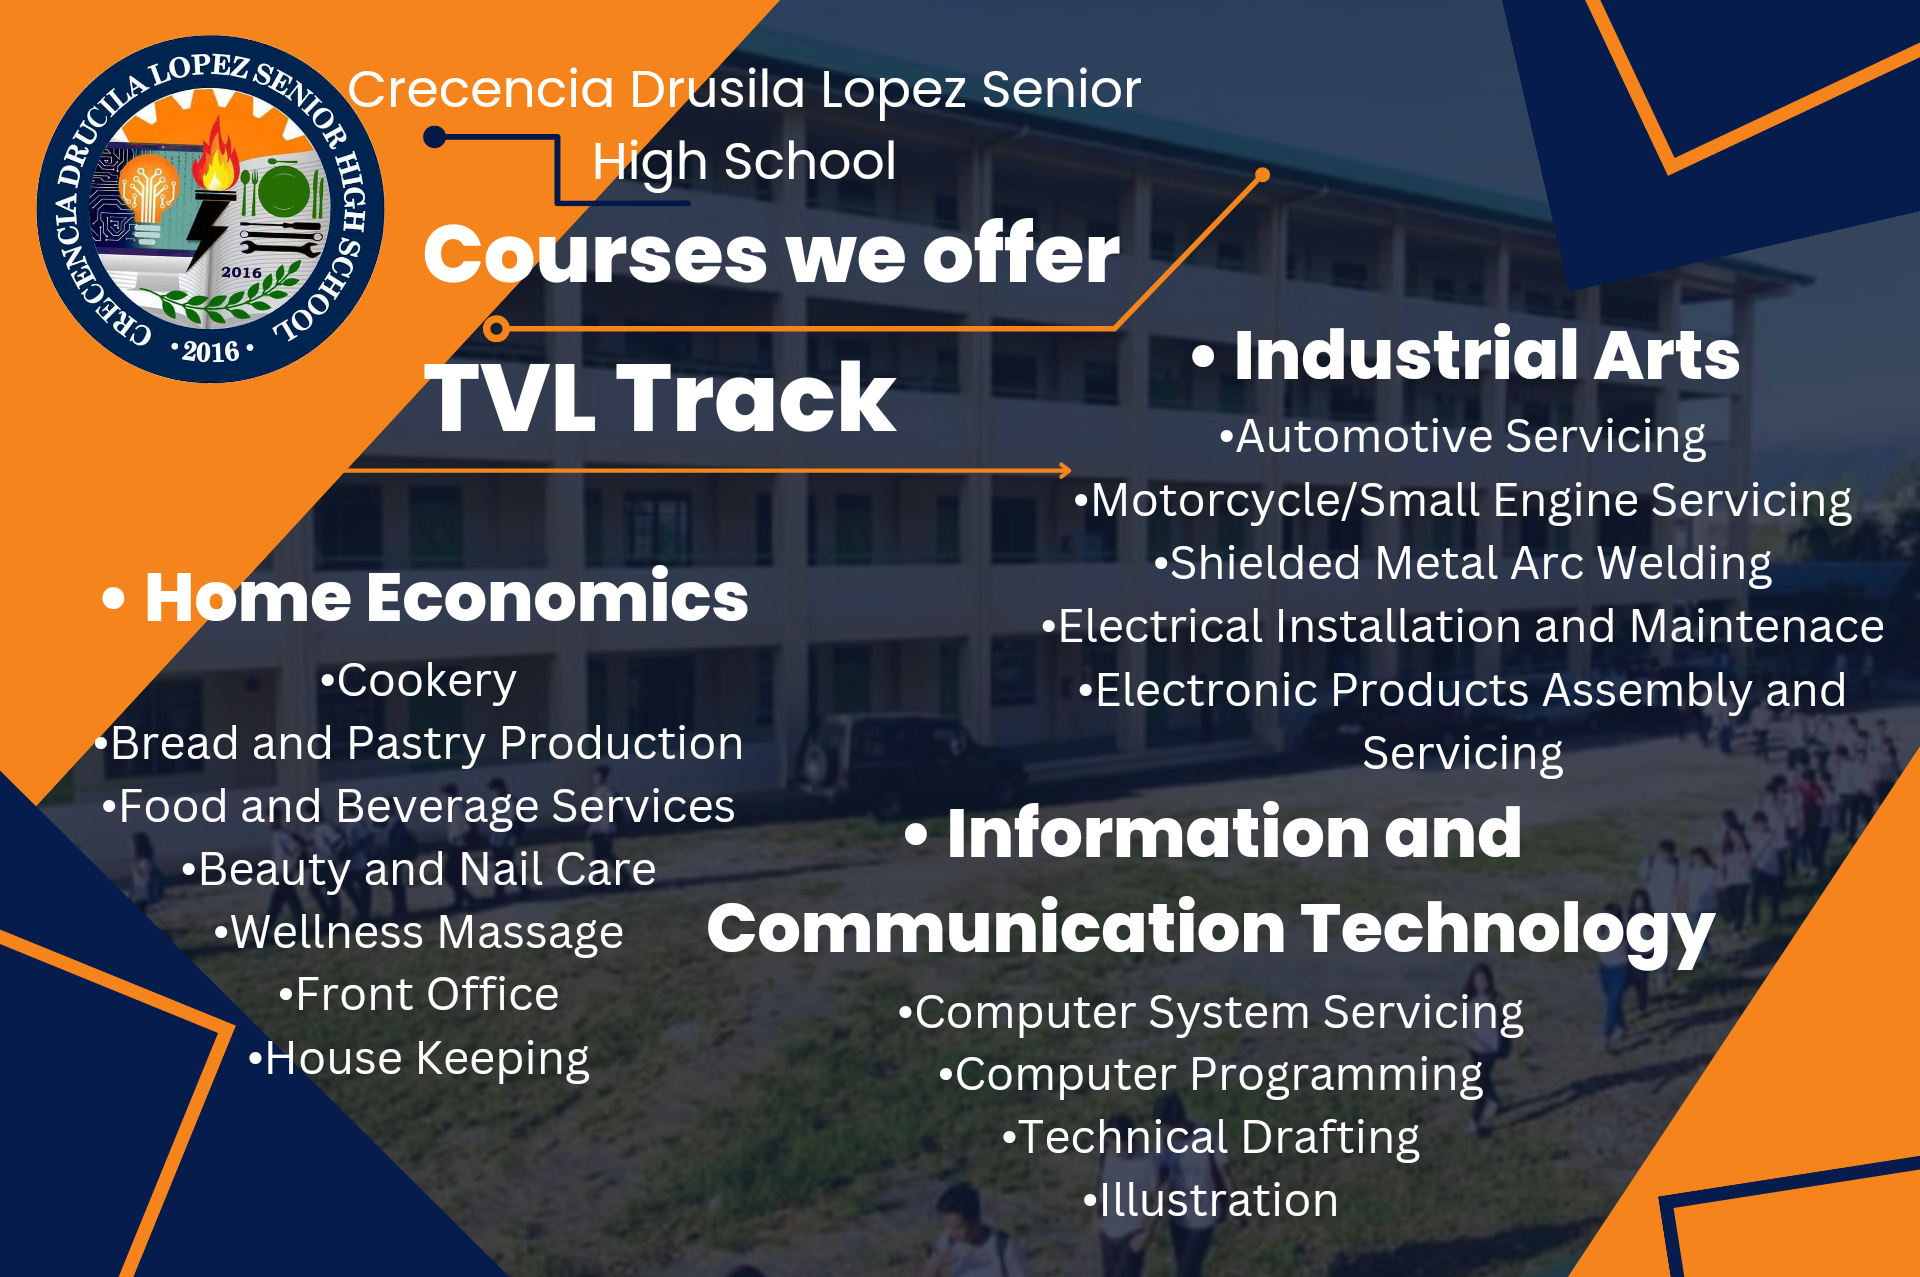 CRECENCIA DRUCILA LOPEZ SENIOR HIGH SCHOOL
2016
• 2016 •
Crecencia Drusila Lopez Senior
High School
Courses we offer
TVL Track
• Home Economics
•Cookery
•Bread and Pastry Production
•Food and Beverage Services
•Beauty and Nail Care
•Wellness Massage
•Front Office
•House Keeping
• Industrial Arts
•Automotive Servicing
•Motorcycle/Small Engine Servicing
•Shielded Metal Arc Welding
•Electrical Installation and Maintenace
•Electronic Products Assembly and
Servicing
• Information and
Communication Technology
•Computer System Servicing
•Computer Programming
•Technical Drafting
•Illustration